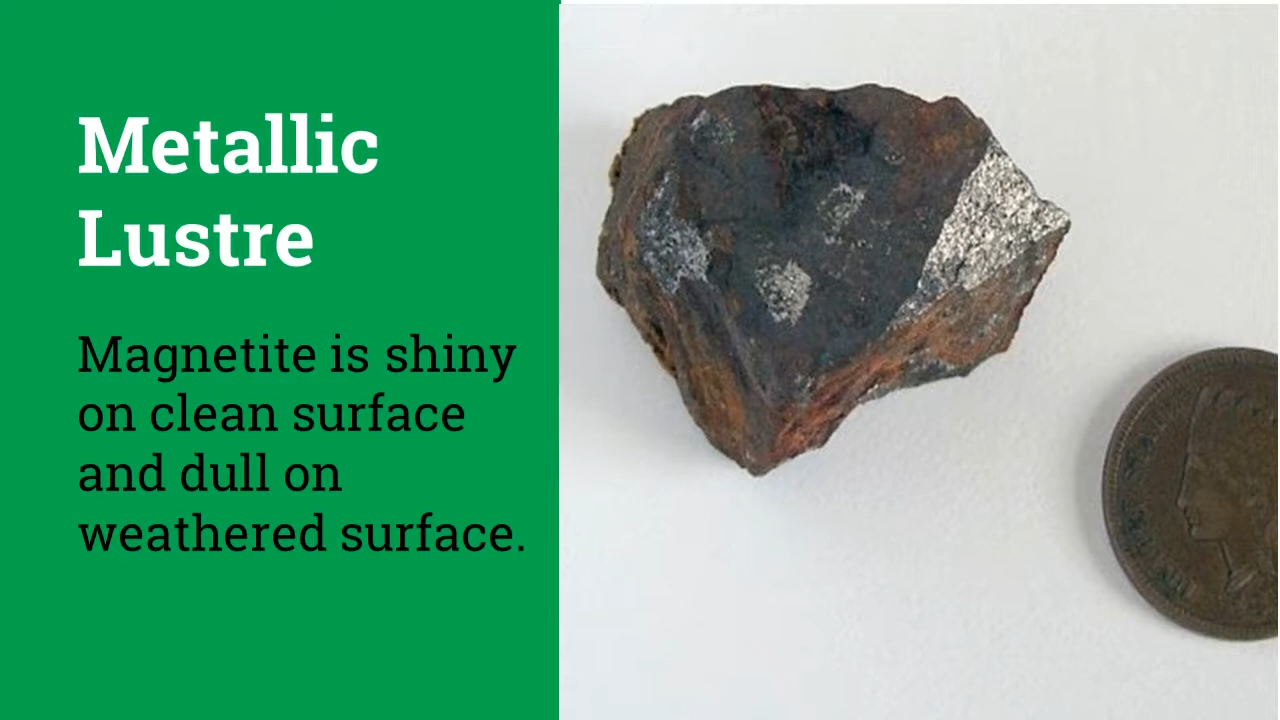 Metallic
Lustre
Magnetite is shiny
on clean surface
and dull on
weathered surface.